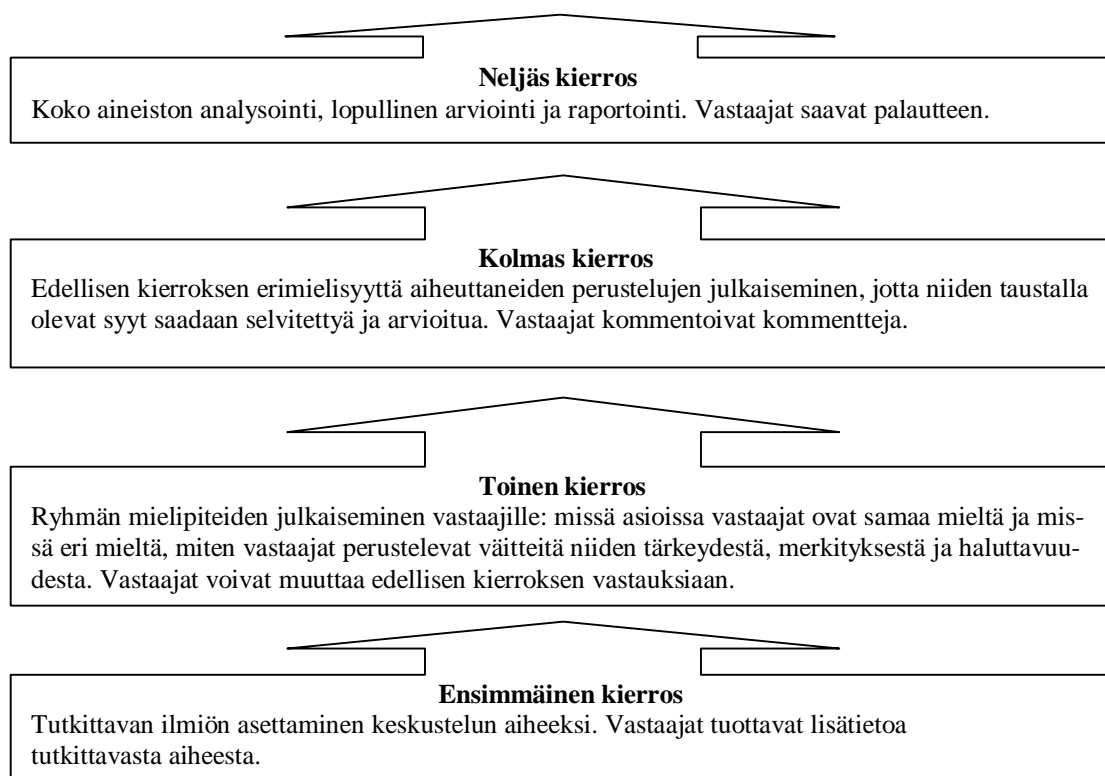 Neljäs kierros
Koko aineiston analysointi, lopullinen arviointi ja raportointi. Vastaajat saavat palautteen.
Kolmas kierros
Edellisen kierroksen erimielisyyttä aiheuttaneiden perustelujen julkaiseminen, jotta niiden taustalla
olevat syyt saadaan selvitettyä ja arvioitua. Vastaajat kommentoivat kommentteja.
Toinen kierros
Ryhmän mielipiteiden julkaiseminen vastaajille: missä asioissa vastaajat ovat samaa mieltä ja mis-
sä eri mieltä, miten vastaajat perustelevat väitteitä niiden tärkeydestä, merkityksestä ja haluttavuu-
desta. Vastaajat voivat muuttaa edellisen kierroksen vastauksiaan.
Ensimmäinen kierros
Tutkittavan ilmiön asettaminen keskustelun aiheeksi. Vastaajat tuottavat lisätietoa
tutkittavasta aiheesta.